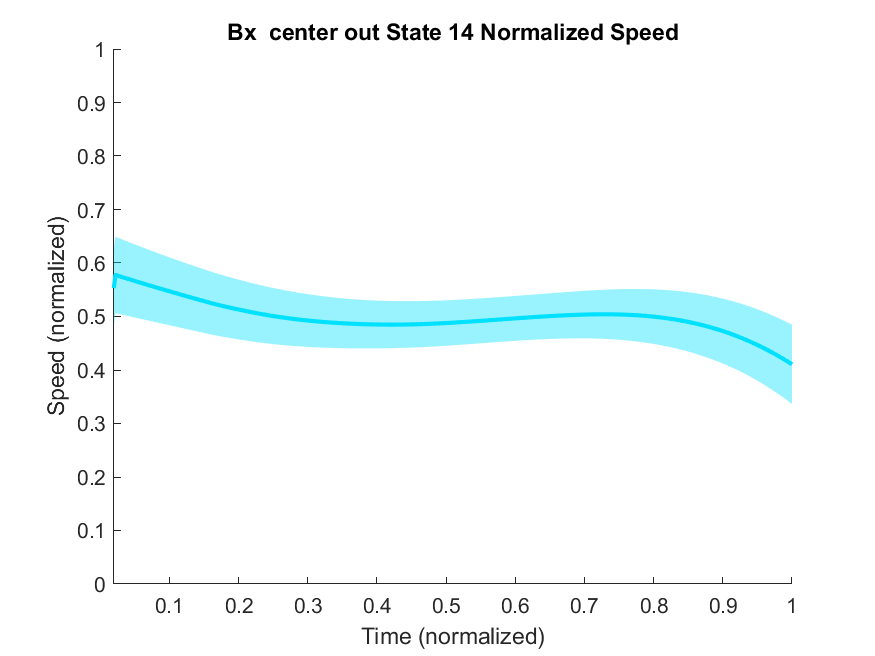 Bx  center out State 14 Normalized Speed
1
0.9
0.8
0.7
0.6
0.5
0.4
0.3
0.2
0.1
0
Speed (normalized)
0.1 0.2 0.3 0.4 0.5 0.6 0.7 0.8 0.9 1
Time (normalized)